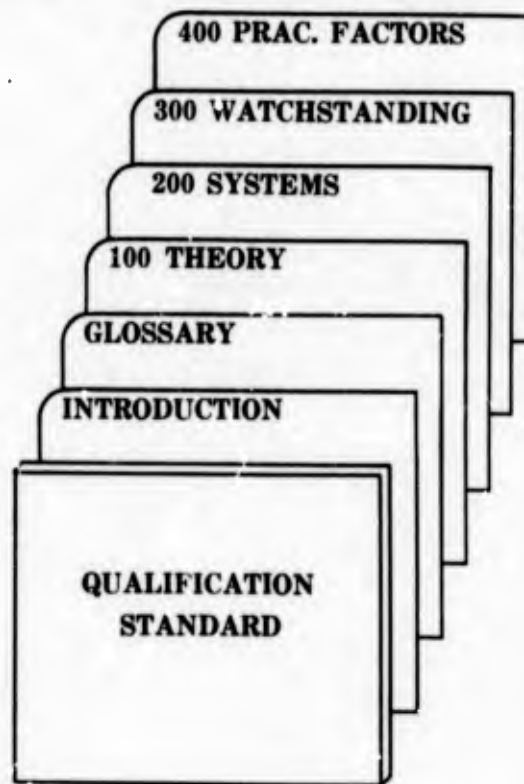 400 PRAC. FACTORS
300 WATCHSTANDING
200 SYSTEMS
100 THEORY
GLOSSARY
INTRODUCTION
QUALIFICATION
STANDARD